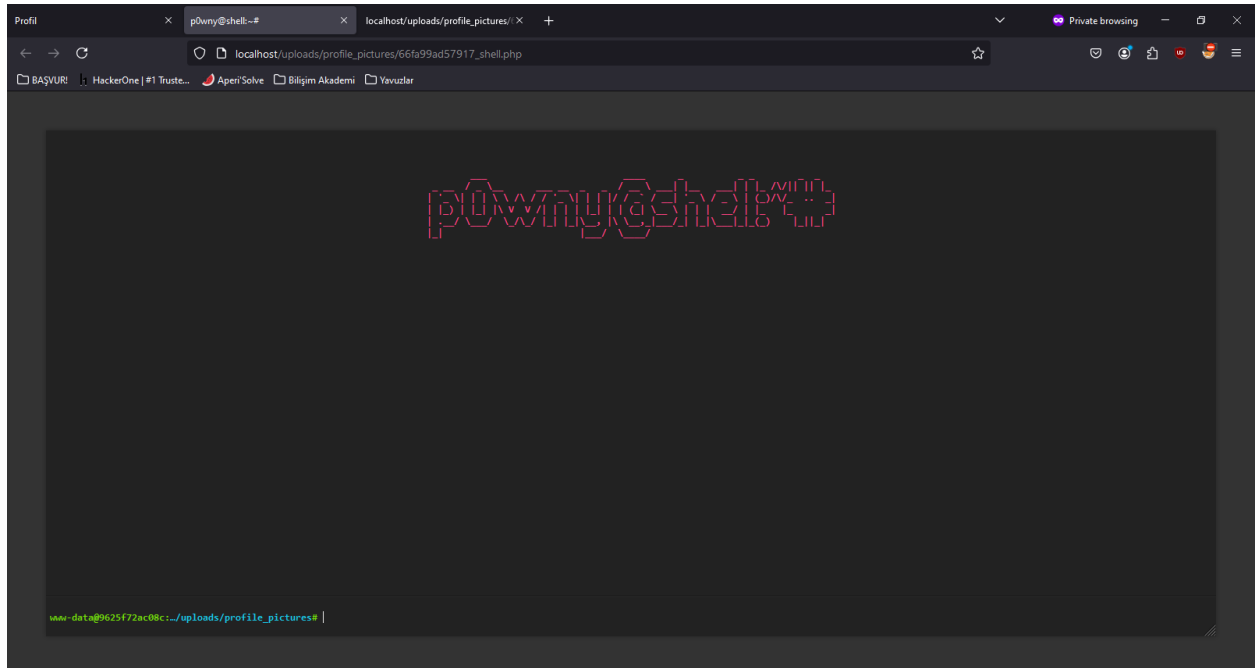 Profil
p0wny@shell:~#
localhost/uploads/profile_pictures/
Private browsing
localhost/uploads/profile_pictures/66fa99ad57917_shell.php
BAŞVUR!
HackerOne | #1 Truste...
Aperi'Solve
Bilişim Akademi
Yavuzlar
p0wny@shell:~#
www-data@9625f72ac08c:…/uploads/profile_pictures#